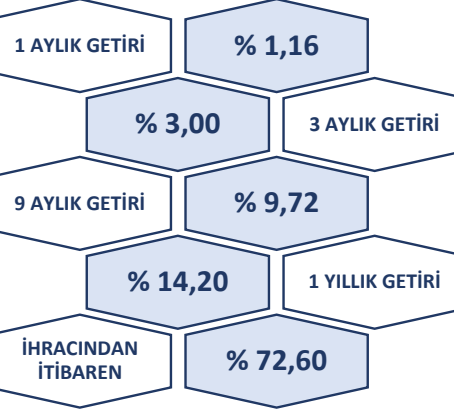 1 AYLIK GETİRİ
% 1,16
% 3,00
3 AYLIK GETİRİ
9 AYLIK GETİRİ
% 9,72
% 14,20
1 YILLIK GETİRİ
İHRACINDAN
İTİBAREN
% 72,60